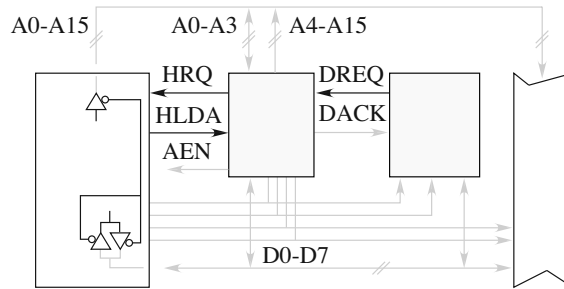 A0-A15 A0-A3 A4-A15
HRQ DREQ
HLDA DACK
AEN
D0-D7